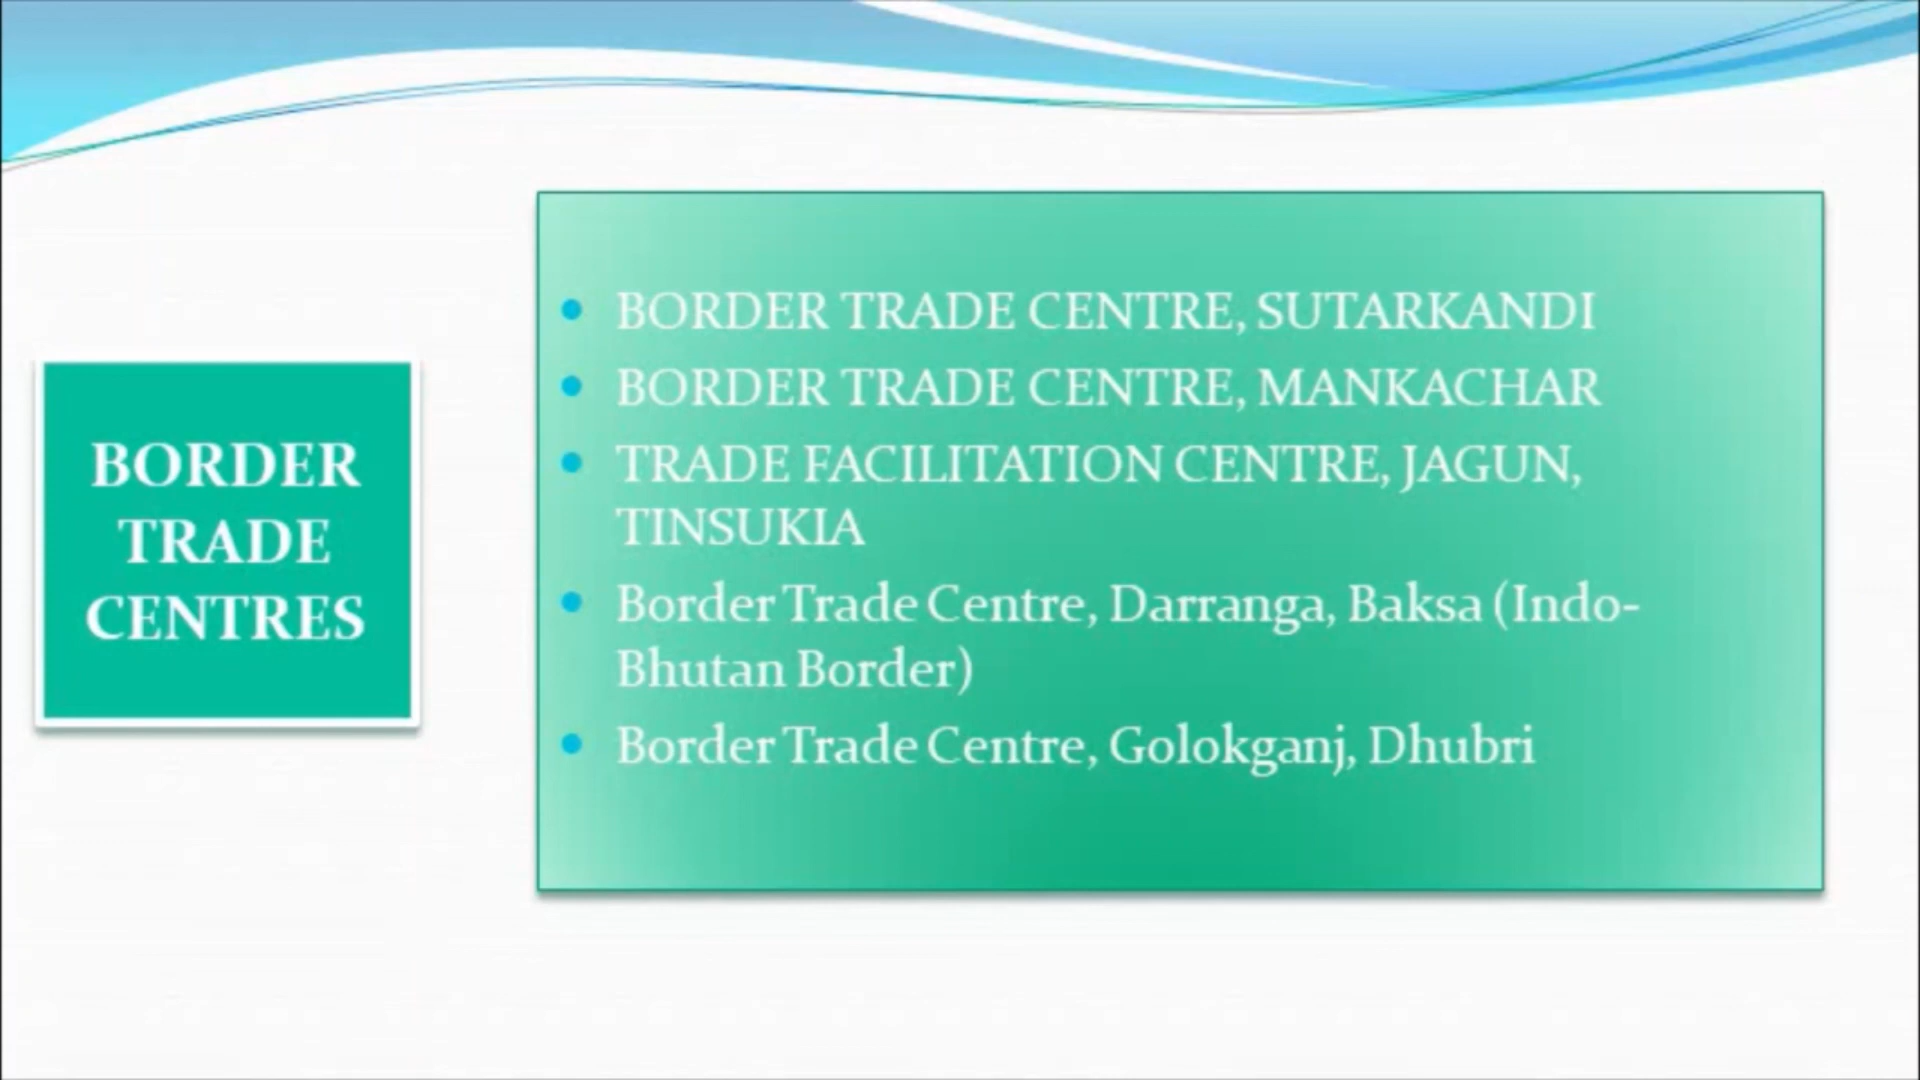 BORDER
TRADE
CENTRES
• BORDER TRADE CENTRE, SUTARKANDI
• BORDER TRADE CENTRE, MANKACHAR
• TRADE FACILITATION CENTRE, JAGUN,
TINSUKIA
• Border Trade Centre, Darranga, Baksa (Indo-
Bhutan Border)
• Border Trade Centre, Golokganj, Dhubri